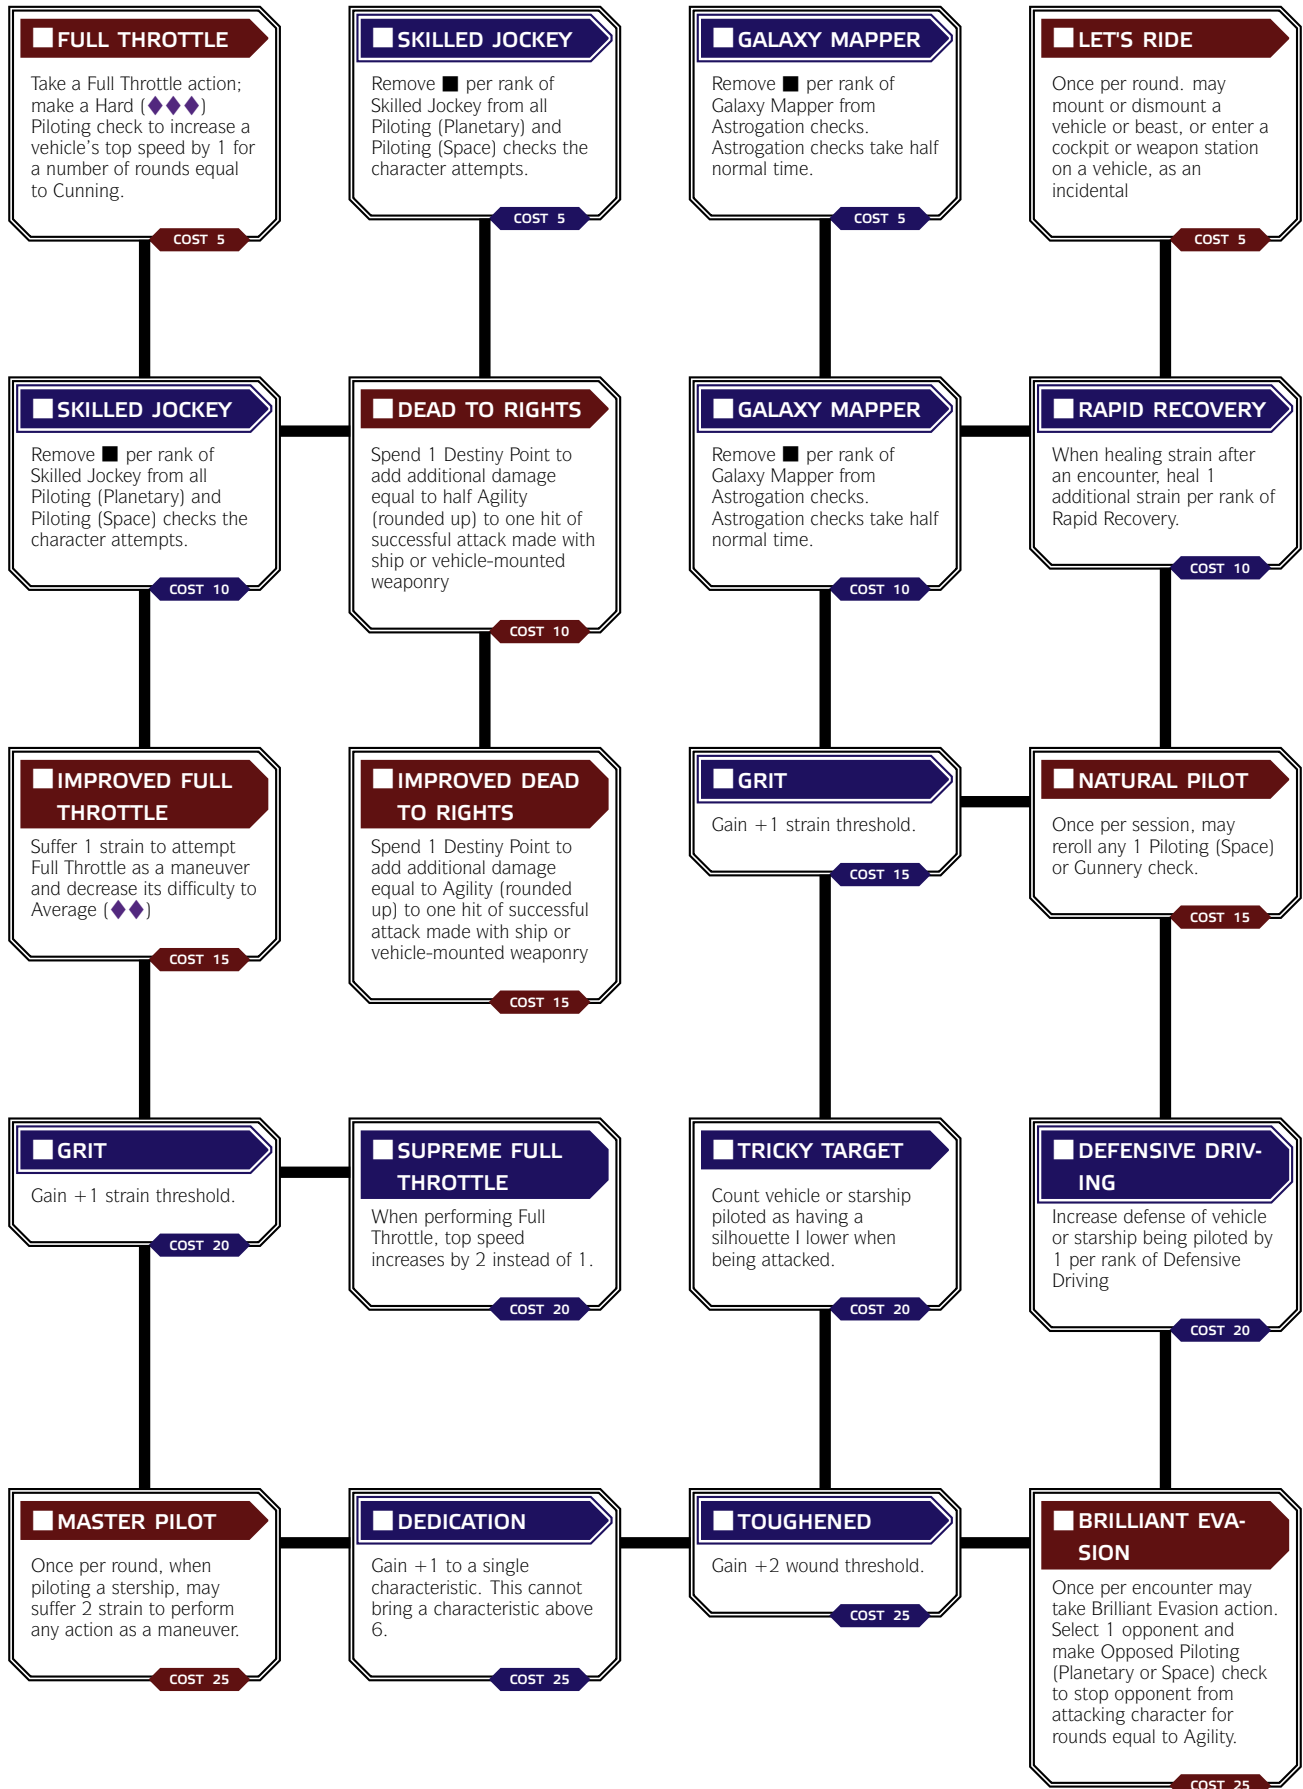 FULL THROTTLE
Take a Full Throttle action;
make a Hard (♦♦♦)
Piloting check to increase a
vehicle's top speed by 1 for
a number of rounds equal
to Cunning.
COST 5
SKILLED JOCKEY
Remove ■ per rank of
Skilled Jockey from all
Piloting (Planetary) and
Piloting (Space) checks the
character attempts.
COST 5
GALAXY MAPPER
Remove ■ per rank of
Galaxy Mapper from
Astrogation checks.
Astrogation checks take half
normal time.
COST 5
LET'S RIDE
Once per round. may
mount or dismount a
vehicle or beast, or enter a
cockpit or weapon station
on a vehicle, as an
incidental
COST 5
SKILLED JOCKEY
Remove ■ per rank of
Skilled Jockey from all
Piloting (Planetary) and
Piloting (Space) checks the
character attempts.
COST 10
DEAD TO RIGHTS
Spend 1 Destiny Point to
add additional damage
equal to half Agility
(rounded up) to one hit of
successful attack made with
ship or vehicle-mounted
weaponry
COST 10
GALAXY MAPPER
Remove ■ per rank of
Galaxy Mapper from
Astrogation checks.
Astrogation checks take half
normal time.
COST 10
RAPID RECOVERY
When healing strain after
an encounter, heal 1
additional strain per rank of
Rapid Recovery.
COST 10
IMPROVED FULL
THROTTLE
Suffer 1 strain to attempt
Full Throttle as a maneuver
and decrease its difficulty to
Average (♦♦)
COST 15
IMPROVED DEAD
TO RIGHTS
Spend 1 Destiny Point to
add additional damage
equal to Agility (rounded
up) to one hit of successful
attack made with ship or
vehicle-mounted weaponry
COST 15
GRIT
Gain +1 strain threshold.
COST 15
NATURAL PILOT
Once per session, may
reroll any 1 Piloting (Space)
or Gunnery check.
COST 15
GRIT
Gain +1 strain threshold.
COST 20
SUPREME FULL
THROTTLE
When performing Full
Throttle, top speed
increases by 2 instead of 1.
COST 20
TRICKY TARGET
Count vehicle or starship
piloted as having a
silhouette I lower when
being attacked.
COST 20
DEFENSIVE DRIV-
ING
Increase defense of vehicle
or starship being piloted by
1 per rank of Defensive
Driving
COST 20
MASTER PILOT
Once per round, when
piloting a stership, may
suffer 2 strain to perform
any action as a maneuver.
COST 25
DEDICATION
Gain +1 to a single
characteristic. This cannot
bring a characteristic above
6.
COST 25
TOUGHENED
Gain +2 wound threshold.
COST 25
BRILLIANT EVA-
SION
Once per encounter may
take Brilliant Evasion action.
Select 1 opponent and
make Opposed Piloting
(Planetary or Space) check
to stop opponent from
attacking character for
rounds equal to Agility.
COST 25